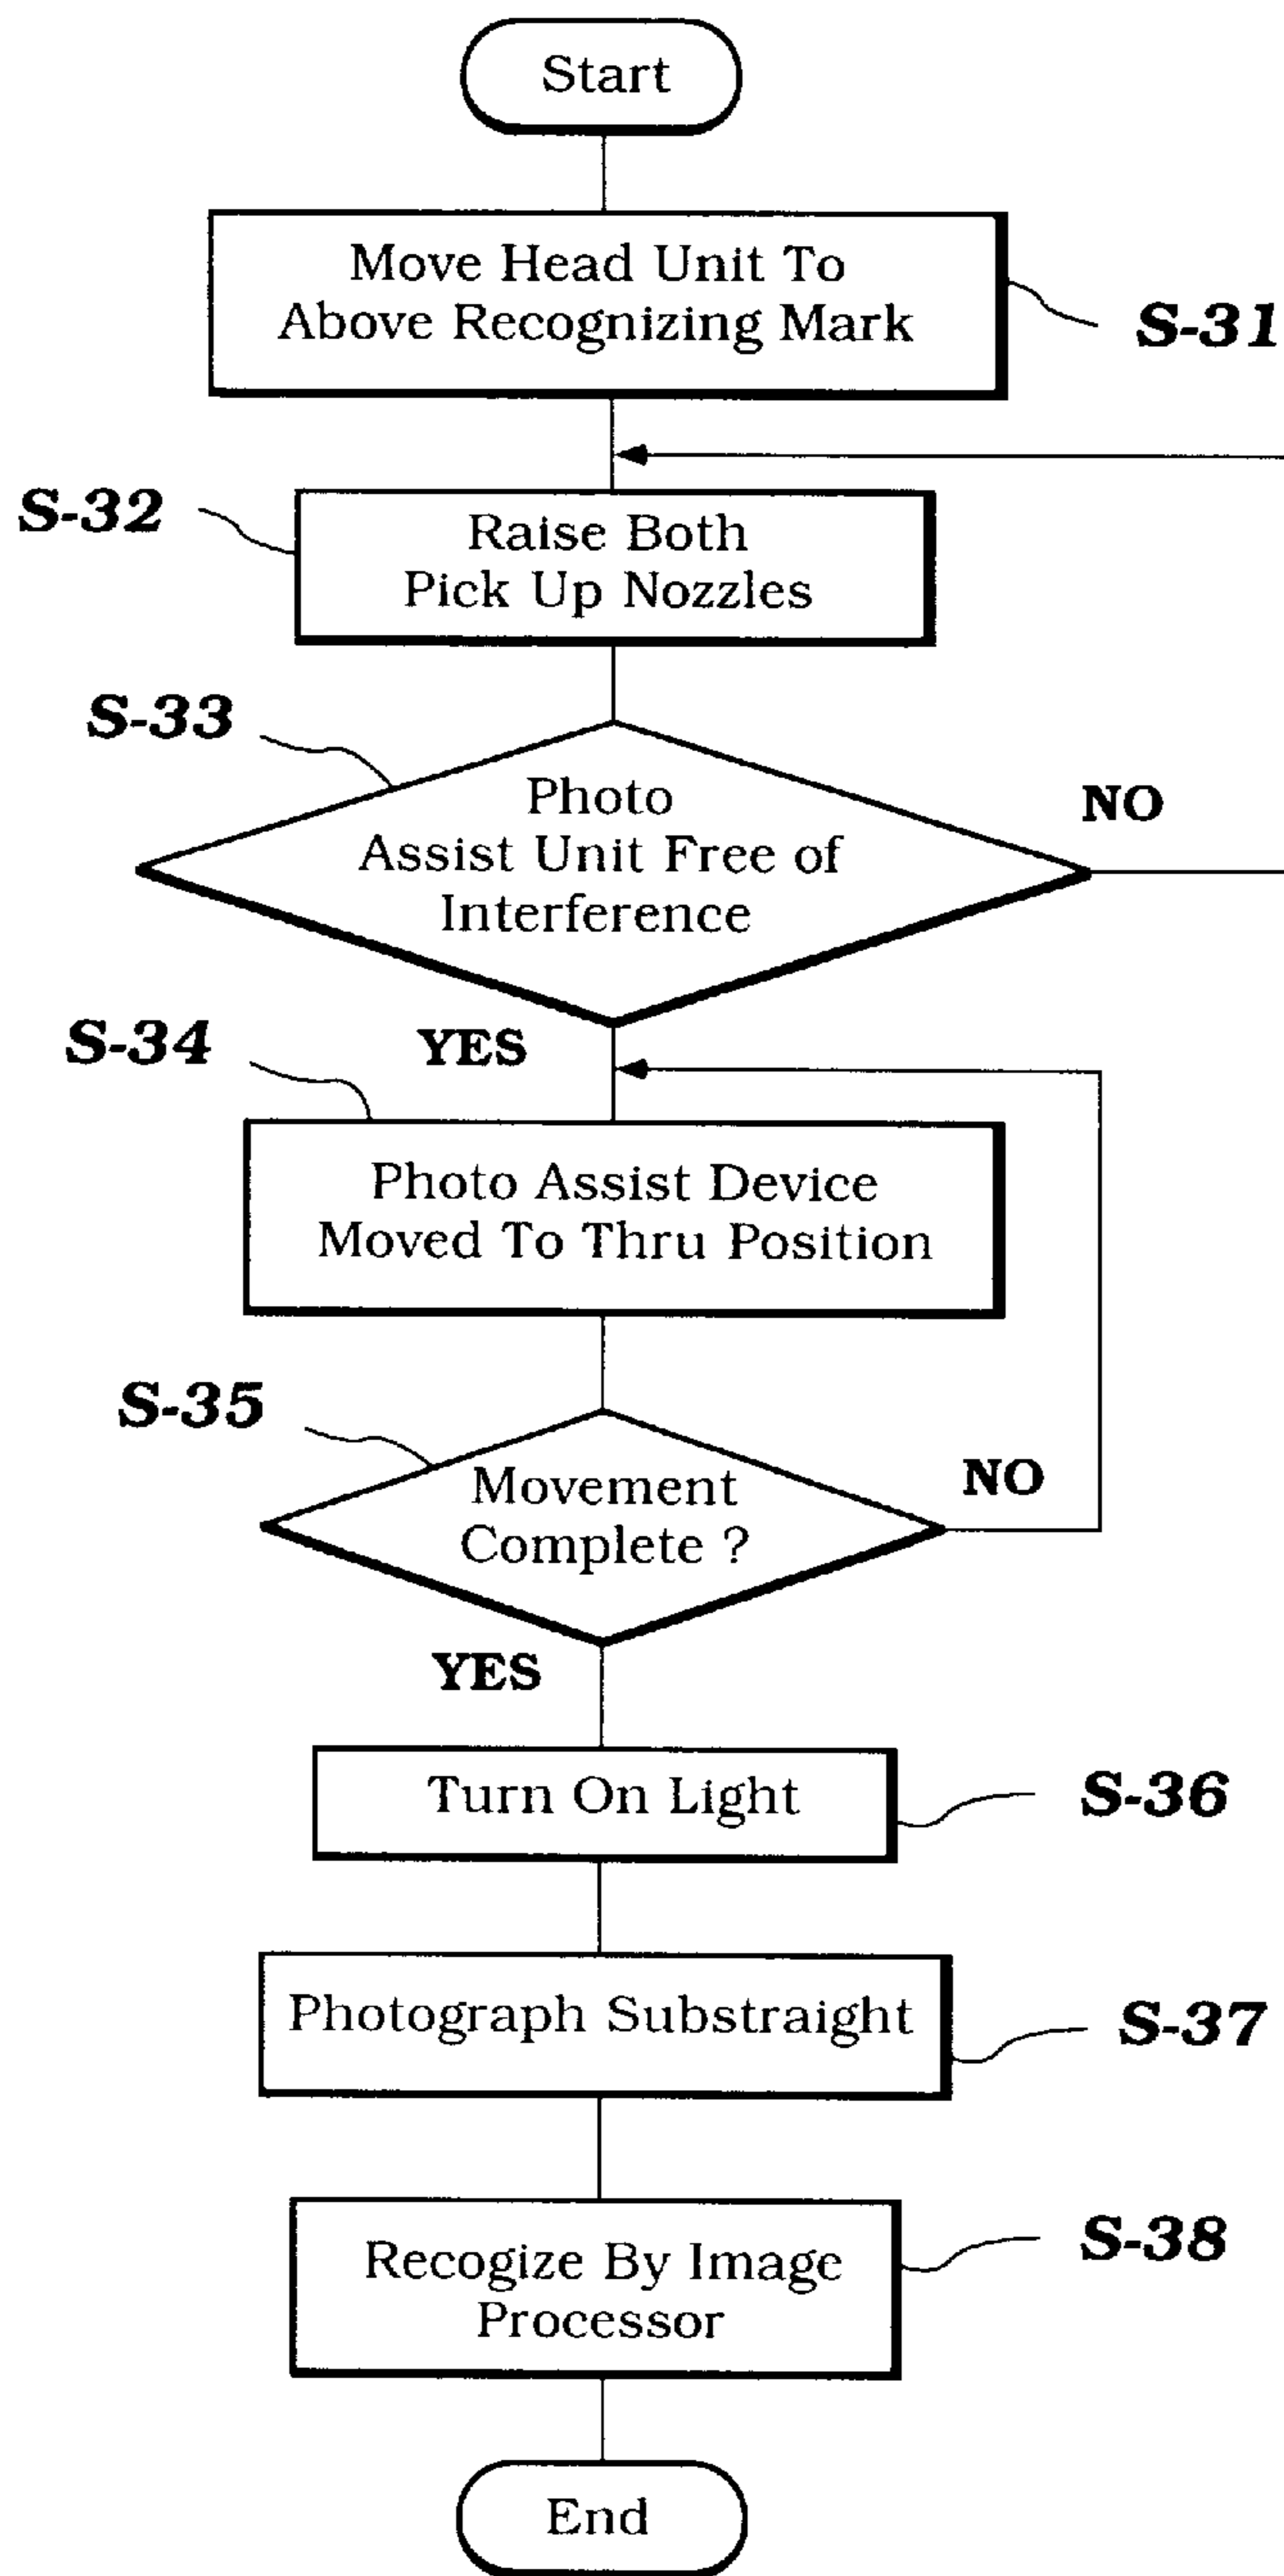 Start
Move Head Unit To
Above Recognizing Mark
S-31
S-32
Raise Both
Pick Up Nozzles
S-33
Photo
Assist Unit Free of
Interference
NO
YES
S-34
Photo Assist Device
Moved To Thru Position
S-35
Movement
Complete ?
NO
YES
Turn On Light
S-36
Photograph Substraight
S-37
Recogize By Image
Processor
S-38
End